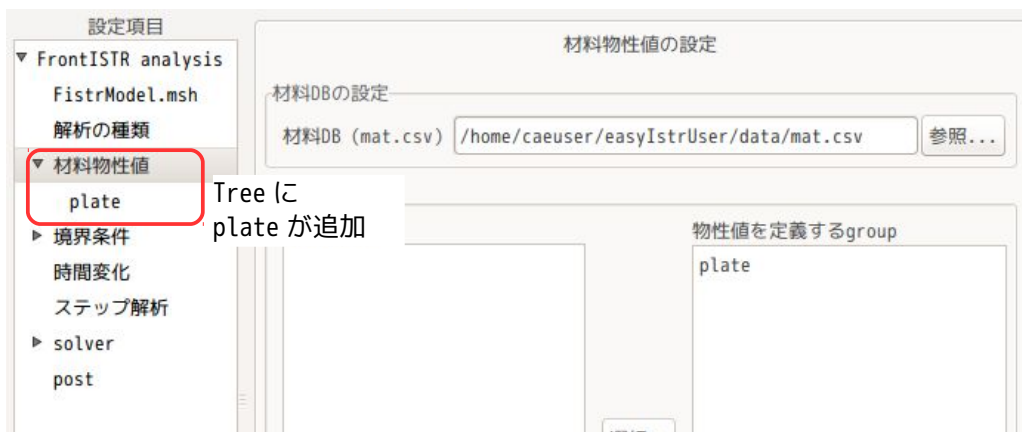 設定項目
FrontISTR analysis
FistrModel.msh
解析の種類
材料物性値
plate
境界条件
時間変化
ステップ解析
solver
post
Tree に
plate が追加
材料物性値の設定
材料DBの設定
材料DB (mat.csv) /home/caeuser/easyIstrUser/data/mat.csv 参照...
物性値を定義するgroup
plate